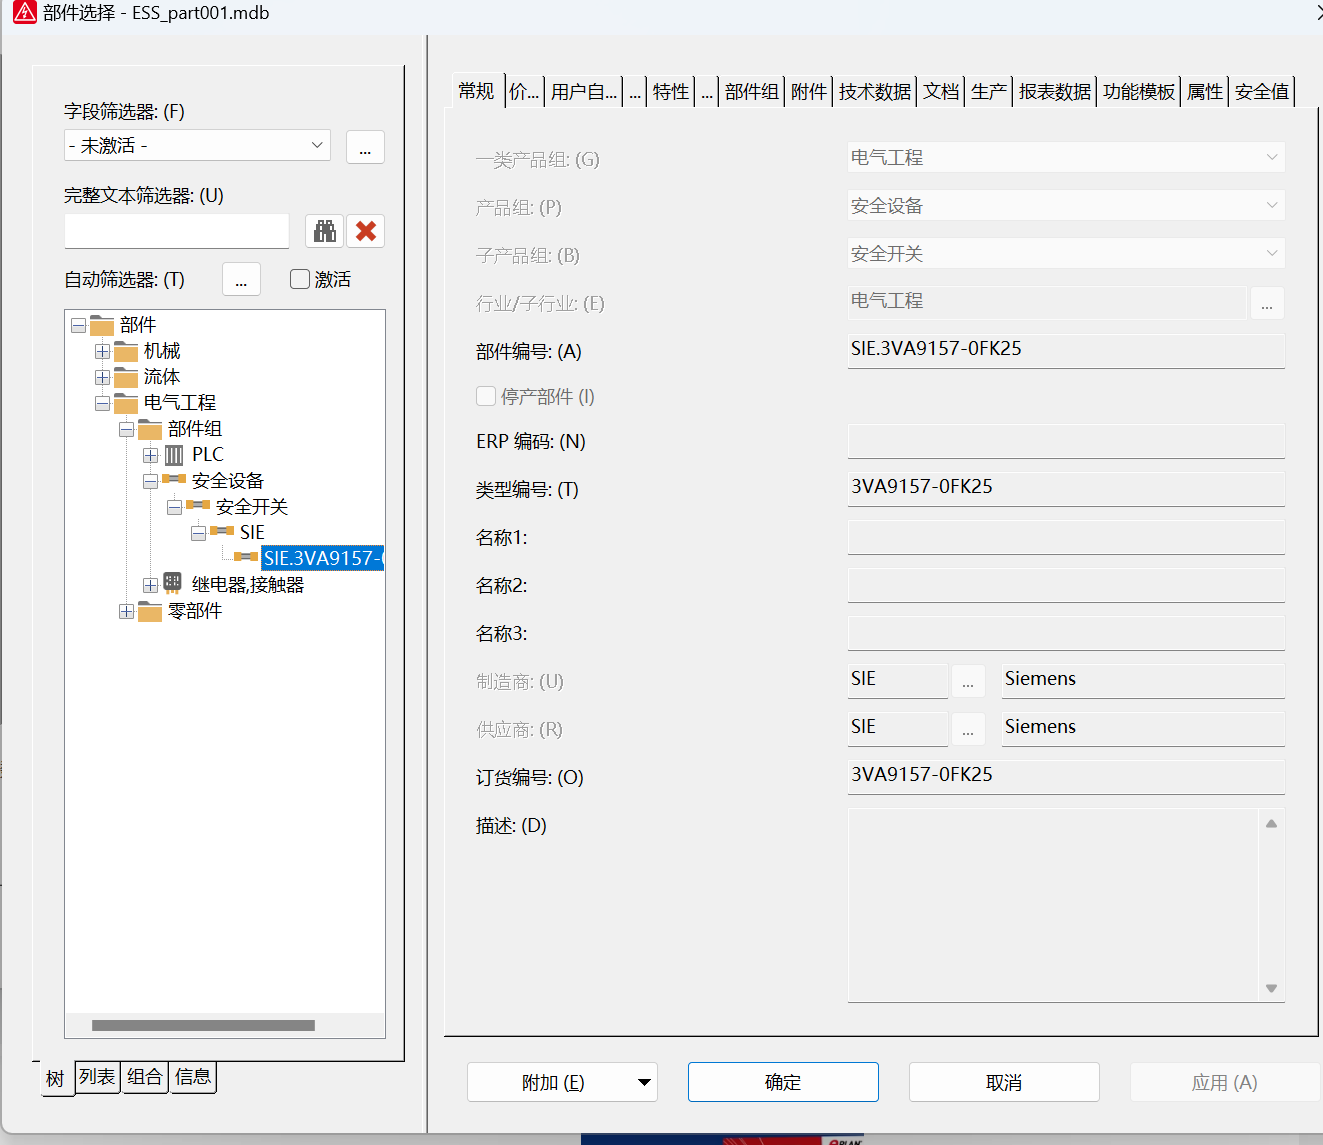 部件选择 - ESS_part001.mdb
字段筛选器: (F)
- 未激活 -
...
完整文本筛选器: (U)
自动筛选器: (T)
...
激活
部件
机械
流体
电气工程
部件组
PLC
安全设备
安全开关
SIE
SIE.3VA9157-
继电器,接触器
零部件
树 列表 组合 信息
常规 价... 用户自... ... 特性 ... 部件组 附件 技术数据 文档 生产 报表数据 功能模板 属性 安全值
一类产品组: (G) 电气工程
产品组: (P) 安全设备
子产品组: (B) 安全开关
行业/子行业: (E) 电气工程 ...
部件编号: (A) SIE.3VA9157-0FK25
停产部件 (I)
ERP 编码: (N)
类型编号: (T) 3VA9157-0FK25
名称1:
名称2:
名称3:
制造商: (U) SIE ... Siemens
供应商: (R) SIE ... Siemens
订货编号: (O) 3VA9157-0FK25
描述: (D)
附加 (E) 确定 取消 应用 (A)